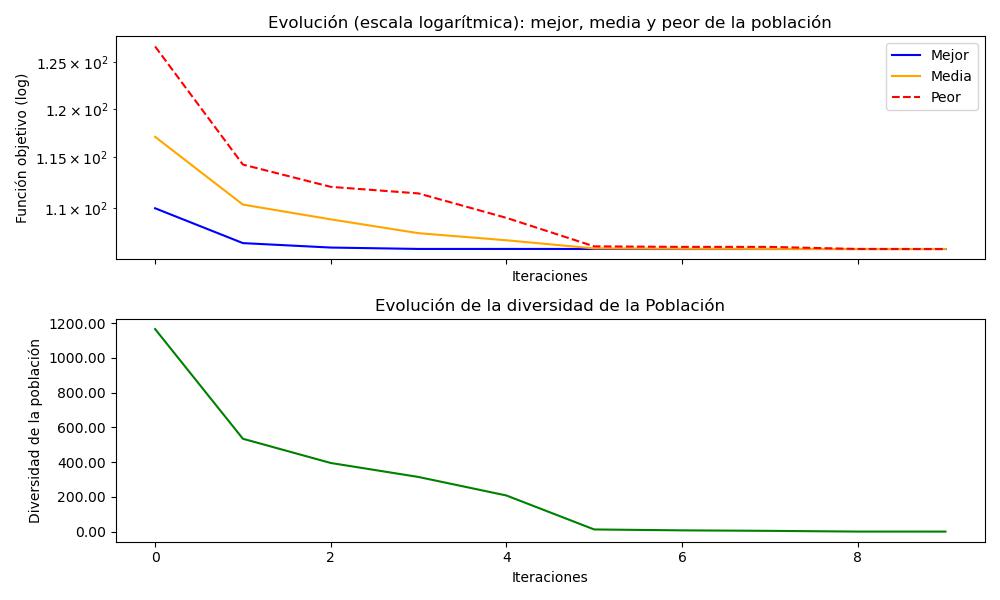 Evolución (escala logarítmica): mejor, media y peor de la población
Función objetivo (log)
1.25 × 10²
1.2 × 10²
1.15 × 10²
1.1 × 10²
Mejor
Media
Peor
Iteraciones
Evolución de la diversidad de la Población
Diversidad de la población
1200.00
1000.00
800.00
600.00
400.00
200.00
0.00
0 2 4 6 8
Iteraciones